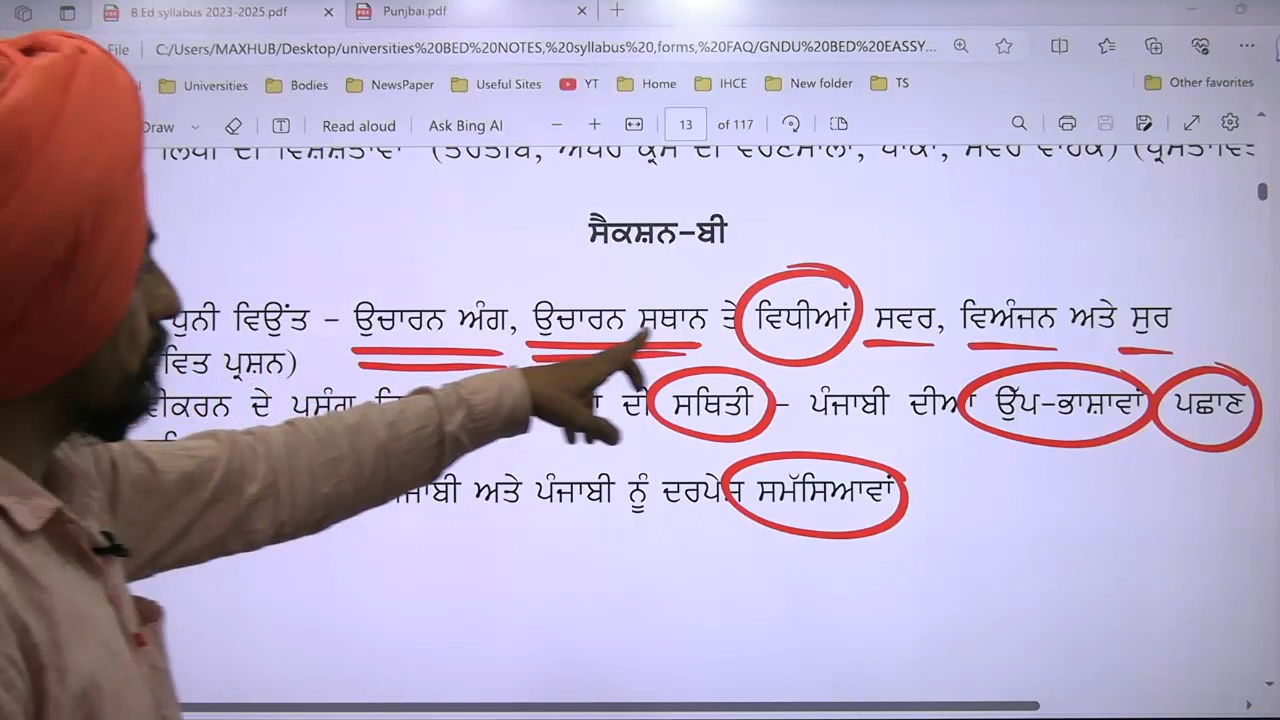 B.Ed syllabus 2023-2025.pdf
Punjbai.pdf
File C:/Users/MAXHUB/Desktop/universities%20BED%20NOTES,%20syllabus%20,forms,%20FAQ/GNDU%20BED%20EASSY...
Universities Bodies NewsPaper Useful Sites YT Home IHCE New folder TS Other favorites
Draw Read aloud Ask Bing AI 13 of 117
ਸੈਕਸ਼ਨ-ਬੀ
ਧੁਨੀ ਵਿਉਂਤ - ਉਚਾਰਨ ਅੰਗ, ਉਚਾਰਨ ਸਥਾਨ ਤੇ ਵਿਧੀਆਂ ਸਵਰ, ਵਿਅੰਜਨ ਅਤੇ ਸੁਰ
ਪ੍ਰਸ਼ਨ)
ਦੇ ਪ੍ਰਸੰਗ ਦੀ ਸਥਿਤੀ - ਪੰਜਾਬੀ ਦੀਆਂ ਉੱਪ-ਭਾਸ਼ਾਵਾਂ ਪਛਾਣ
ਅਤੇ ਪੰਜਾਬੀ ਨੂੰ ਦਰਪੇਸ਼ ਸਮੱਸਿਆਵਾਂ